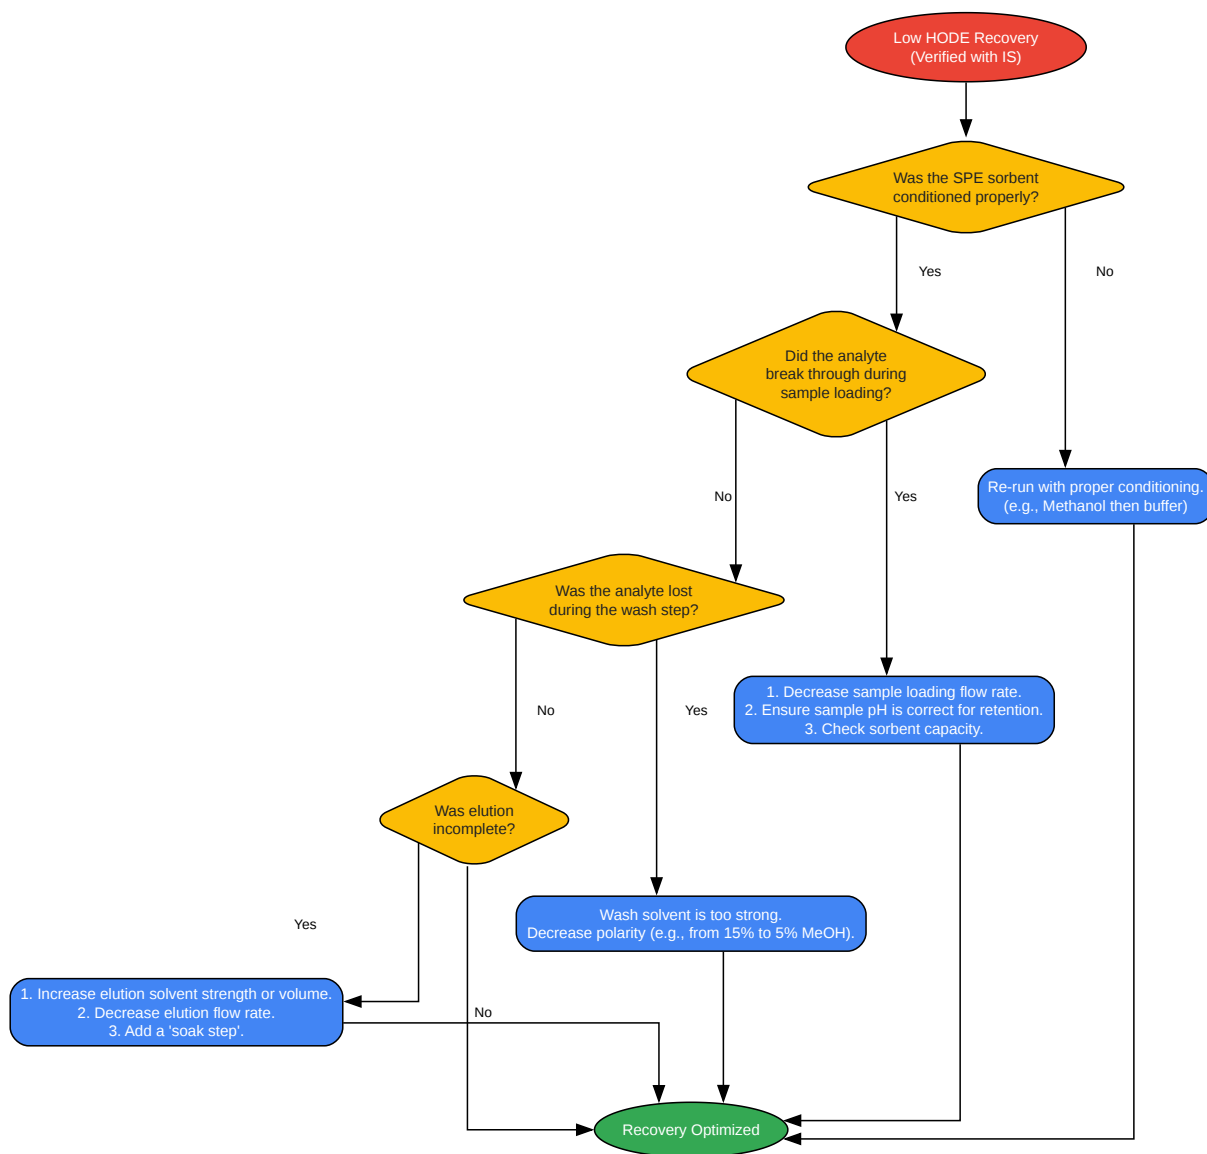 Low HODE Recovery
(Verified with IS)
Was the SPE sorbent
conditioned properly?
Yes
No
Did the analyte
break through during
sample loading?
No
Yes
Re-run with proper conditioning.
(e.g., Methanol then buffer)
Was the analyte lost
during the wash step?
No
Yes
1. Decrease sample loading flow rate.
2. Ensure sample pH is correct for retention.
3. Check sorbent capacity.
Was elution
incomplete?
Yes
No
Wash solvent is too strong.
Decrease polarity (e.g., from 15% to 5% MeOH).
1. Increase elution solvent strength or volume.
2. Decrease elution flow rate.
3. Add a 'soak step'.
Recovery Optimized